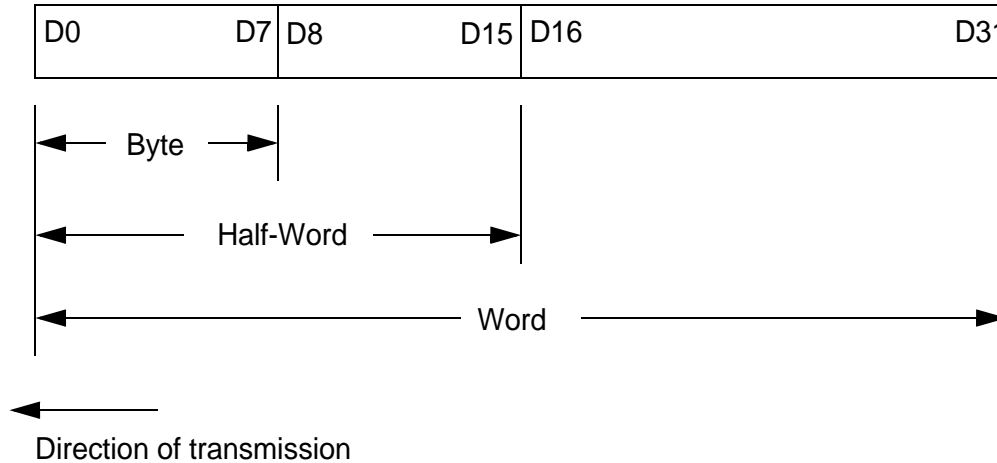 D0 D7 D8 D15 D16 D31
Byte
Half-Word
Word
Direction of transmission